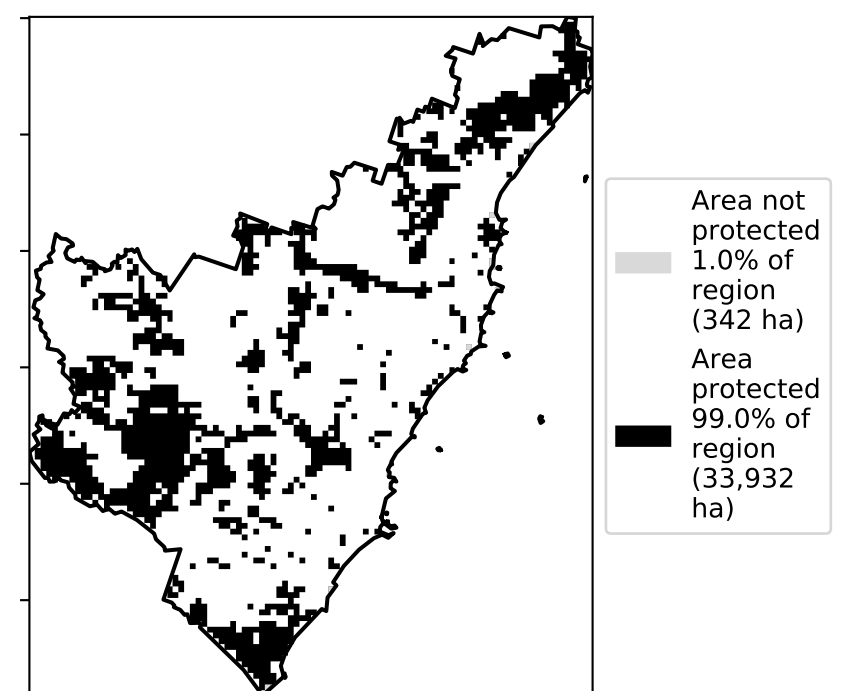 Area not
protected
1.0% of
region
(342 ha)
Area
protected
99.0% of
region
(33,932
ha)